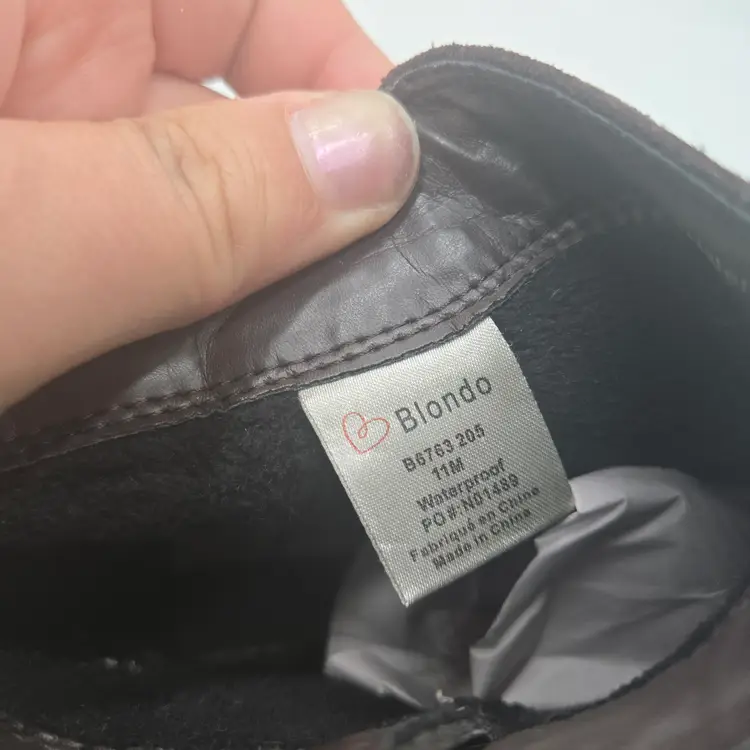 Blondo
B6763 205
11M
Waterproof
PO#:N01489
Fabriqué en Chine
Made in China